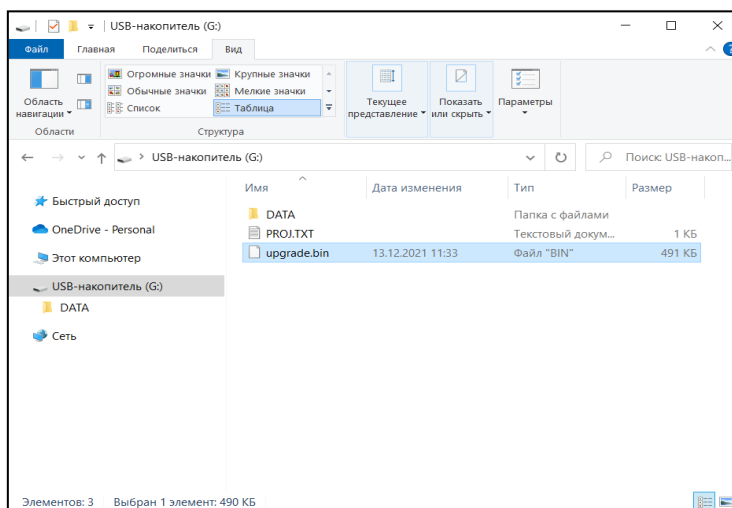 USB-накопитель (G:)
Файл Главная Поделиться Вид
Область навигации
Огромные значки Крупные значки
Обычные значки Мелкие значки
Список Таблица
Текущее представление
Показать или скрыть
Параметры
Области Структура
USB-накопитель (G:) Поиск: USB-накоп...
Имя Дата изменения Тип Размер
Быстрый доступ
OneDrive - Personal
Этот компьютер
USB-накопитель (G:)
DATA
Сеть
DATA Папка с файлами
PROJ.TXT Текстовый докум... 1 КБ
upgrade.bin 13.12.2021 11:33 Файл "BIN" 491 КБ
Элементов: 3 Выбран 1 элемент: 490 КБ